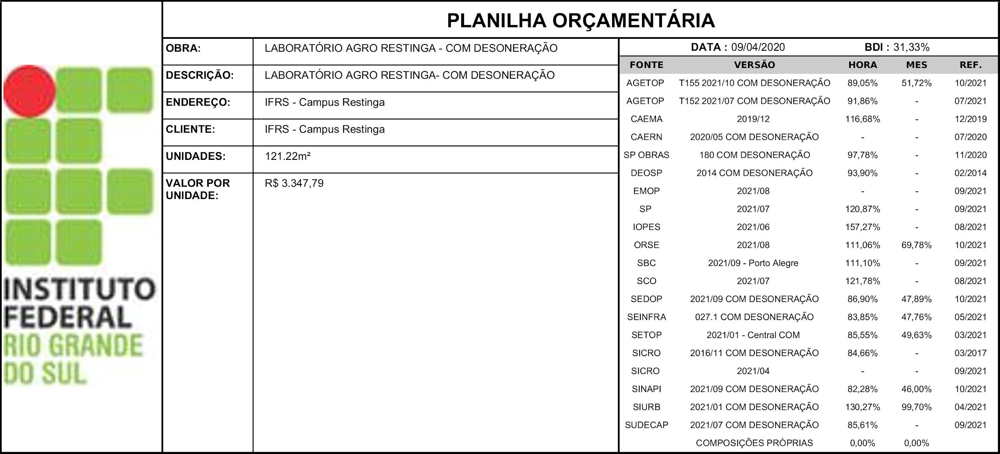 INSTITUTO
FEDERAL
RIO GRANDE
DO SUL
PLANILHA ORÇAMENTÁRIA
OBRA: LABORATÓRIO AGRO RESTINGA - COM DESONERAÇÃO
DESCRIÇÃO: LABORATÓRIO AGRO RESTINGA- COM DESONERAÇÃO
ENDEREÇO: IFRS - Campus Restinga
CLIENTE: IFRS - Campus Restinga
UNIDADES: 121.22m²
VALOR POR R$ 3.347,79
UNIDADE:
DATA : 09/04/2020 BDI : 31,33%
FONTE VERSÃO HORA MES REF.
AGETOP T155 2021/10 COM DESONERAÇÃO 89,05% 51,72% 10/2021
AGETOP T152 2021/07 COM DESONERAÇÃO 91,86% - 07/2021
CAEMA 2019/12 116,68% - 12/2019
CAERN 2020/05 COM DESONERAÇÃO - - 07/2020
SP OBRAS 180 COM DESONERAÇÃO 97,78% - 11/2020
DEOSP 2014 COM DESONERAÇÃO 93,90% - 02/2014
EMOP 2021/08 - - 09/2021
SP 2021/07 120,87% - 09/2021
IOPES 2021/06 157,27% - 08/2021
ORSE 2021/08 111,06% 69,78% 10/2021
SBC 2021/09 - Porto Alegre 111,10% - 09/2021
SCO 2021/07 121,78% - 08/2021
SEDOP 2021/09 COM DESONERAÇÃO 86,90% 47,89% 10/2021
SEINFRA 027.1 COM DESONERAÇÃO 83,85% 47,76% 05/2021
SETOP 2021/01 - Central COM 85,55% 49,63% 03/2021
SICRO 2016/11 COM DESONERAÇÃO 84,66% - 03/2017
SICRO 2021/04 - - 09/2021
SINAPI 2021/09 COM DESONERAÇÃO 82,28% 46,00% 10/2021
SIURB 2021/01 COM DESONERAÇÃO 130,27% 99,70% 04/2021
SUDECAP 2021/07 COM DESONERAÇÃO 85,61% - 09/2021
COMPOSIÇÕES PRÓPRIAS 0,00% 0,00%